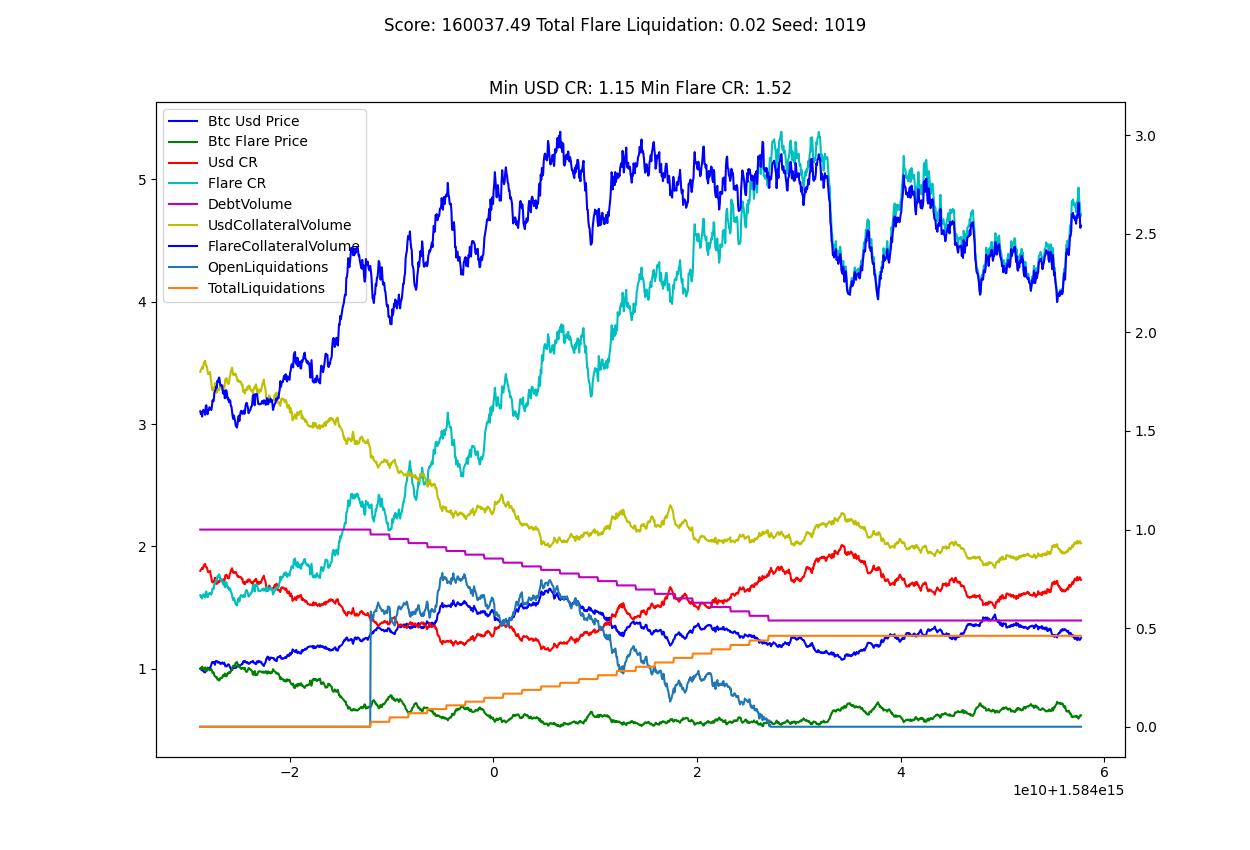 Score: 160037.49 Total Flare Liquidation: 0.02 Seed: 1019
Min USD CR: 1.15 Min Flare CR: 1.52
Btc Usd Price
Btc Flare Price
Usd CR
Flare CR
DebtVolume
UsdCollateralVolume
FlareCollateralVolume
OpenLiquidations
TotalLiquidations
5
4
3
2
1
3.0
2.5
2.0
1.5
1.0
0.5
0.0
−2
0
2
4
6
1e10+1.584e15